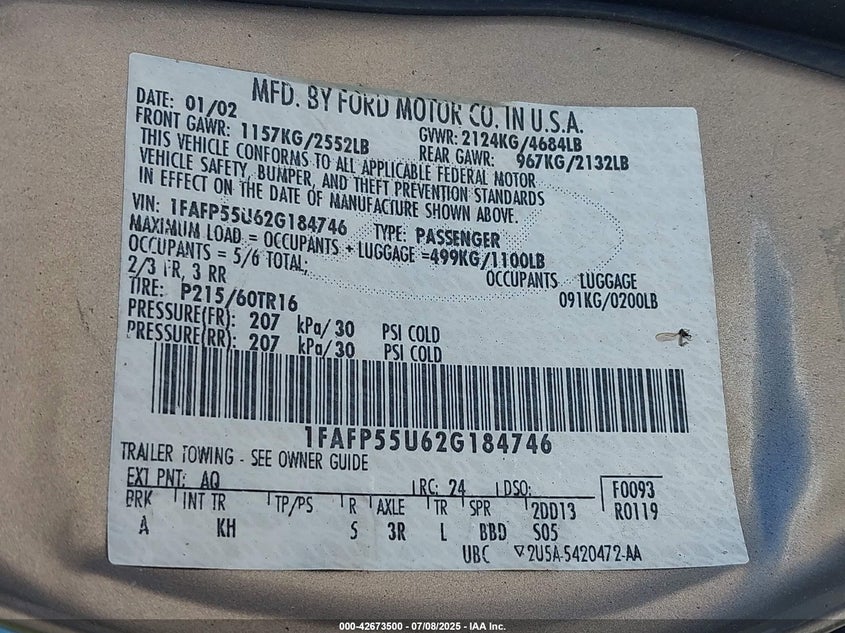 MFD. BY FORD MOTOR CO. IN U.S.A.
DATE: 01/02
FRONT GAWR: 1157KG/2552LB
GVWR: 2124KG/4684LB
REAR GAWR: 967KG/2132LB
THIS VEHICLE CONFORMS TO ALL APPLICABLE FEDERAL MOTOR
VEHICLE SAFETY, BUMPER, AND THEFT PREVENTION STANDARDS
IN EFFECT ON THE DATE OF MANUFACTURE SHOWN ABOVE.
VIN: 1FAFP55U62G184746 TYPE: PASSENGER
MAXIMUM LOAD = OCCUPANTS + LUGGAGE =499KG/1100LB
OCCUPANTS = 5/6 TOTAL; OCCUPANTS LUGGAGE
2/3 FR, 3 RR 091KG/0200LB
TIRE: P215/60TR16
PRESSURE(FR): 207 kPa/30 PSI COLD
PRESSURE(RR): 207 kPa/30 PSI COLD
1FAFP55U62G184746
TRAILER TOWING - SEE OWNER GUIDE
EXT PNT: AQ RC: 24 DSO: F0093
BRK INT TR TP/PS R AXLE TR SPR 2DD13 R0119
A KH S 3R L BBD S05
UBC ▽2U5A-5420472-AA
000-42673500 - 07/08/2025 - IAA Inc.